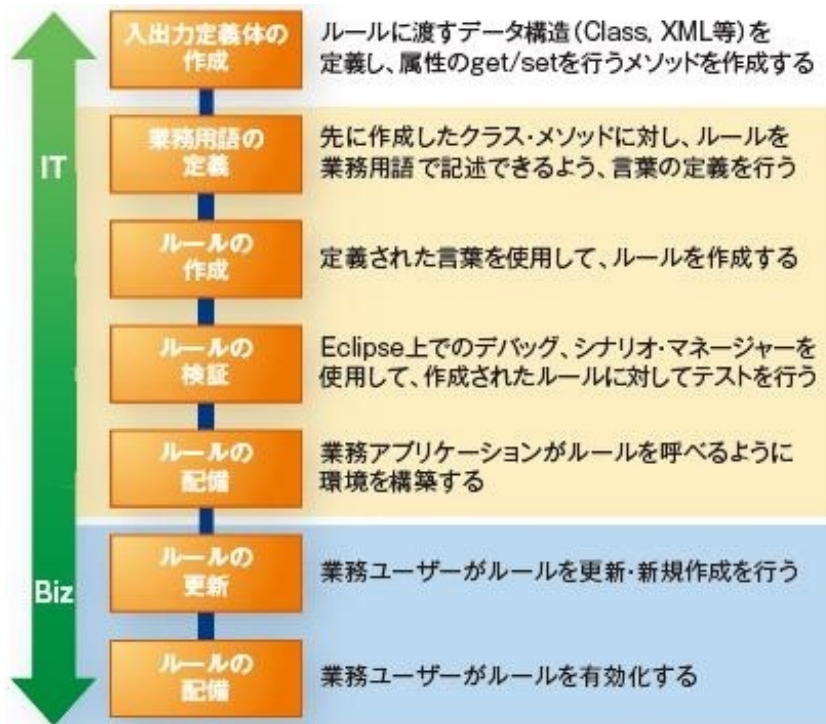 入出力定義体の
作成
ルールに渡すデータ構造(Class, XML等)を
定義し、属性のget/setを行うメソッドを作成する
IT
業務用語の
定義
先に作成したクラス・メソッドに対し、ルールを
業務用語で記述できるよう、言葉の定義を行う
ルールの
作成
定義された言葉を使用して、ルールを作成する
ルールの
検証
Eclipse上でのデバッグ、シナリオ・マネージャーを
使用して、作成されたルールに対してテストを行う
ルールの
配備
業務アプリケーションがルールを呼べるように
環境を構築する
Biz
ルールの
更新
業務ユーザーがルールを更新・新規作成を行う
ルールの
配備
業務ユーザーがルールを有効化する